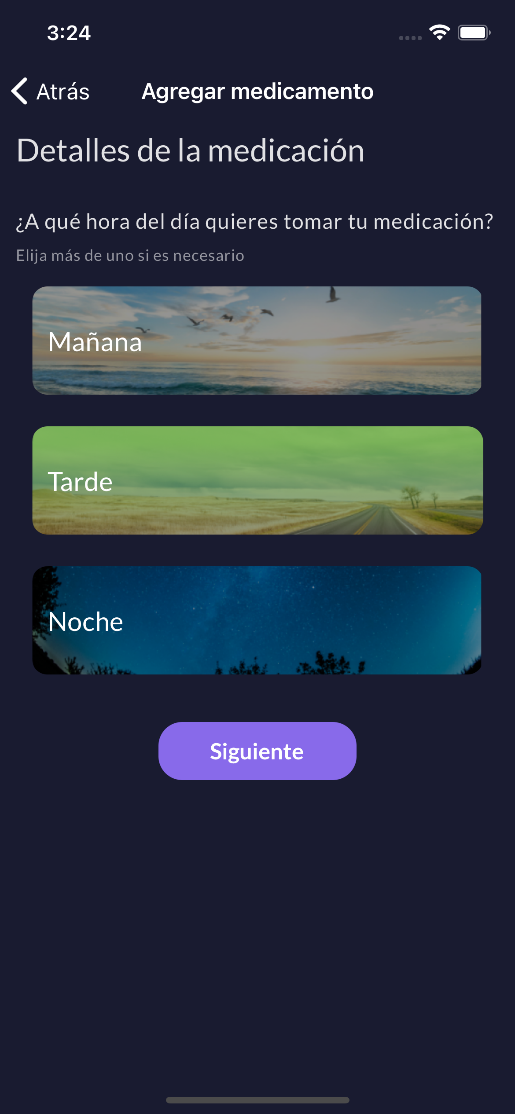 3:24
Atrás
Agregar medicamento
Detalles de la medicación
¿A qué hora del día quieres tomar tu medicación?
Elija más de uno si es necesario
Mañana
Tarde
Noche
Siguiente